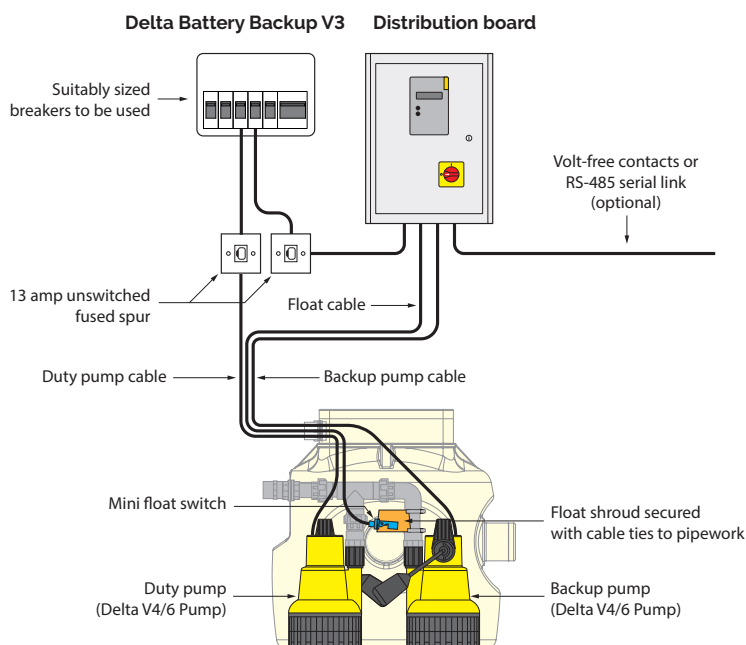 Delta Battery Backup V3
Distribution board
Suitably sized
breakers to be used
Volt-free contacts or
RS-485 serial link
(optional)
13 amp unswitched
fused spur
Float cable
Duty pump cable
Backup pump cable
Mini float switch
Float shroud secured
with cable ties to pipework
Duty pump
(Delta V4/6 Pump)
Backup pump
(Delta V4/6 Pump)